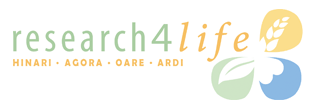 research4life
HINARI • AGORA • OARE • ARDI